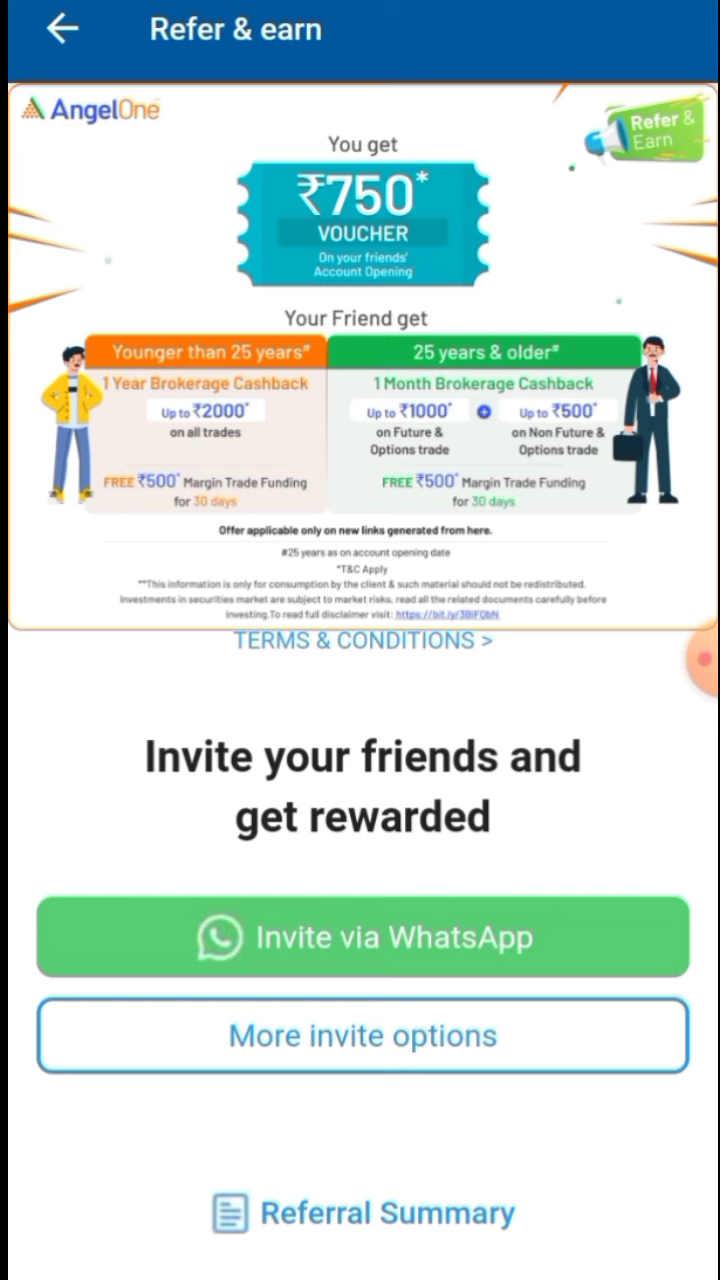 Refer & earn
AngelOne
Refer &
Earn
You get
₹750*
VOUCHER
On your friends'
Account Opening
Your Friend get
Younger than 25 years#
25 years & older#
1 Year Brokerage Cashback
Up to ₹2000*
on all trades
FREE ₹500* Margin Trade Funding
for 30 days
1 Month Brokerage Cashback
Up to ₹1000* + Up to ₹500*
on Future &
Options trade
on Non Future &
Options trade
FREE ₹500* Margin Trade Funding
for 30 days
Offer applicable only on new links generated from here.
#25 years as on account opening date
*T&C Apply
**This information is only for consumption by the client & such material should not be redistributed.
Investments in securities market are subject to market risks, read all the related documents carefully before
investing.To read full disclaimer visit:
TERMS & CONDITIONS >
Invite your friends and
get rewarded
Invite via WhatsApp
More invite options
Referral Summary